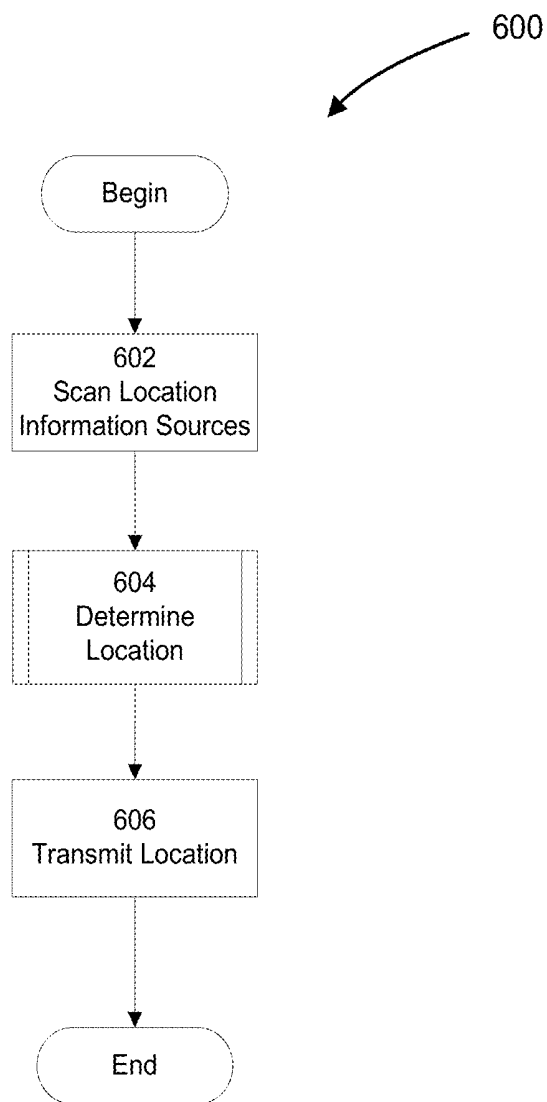 600
Begin
602
Scan Location
Information Sources
604
Determine
Location
606
Transmit Location
End